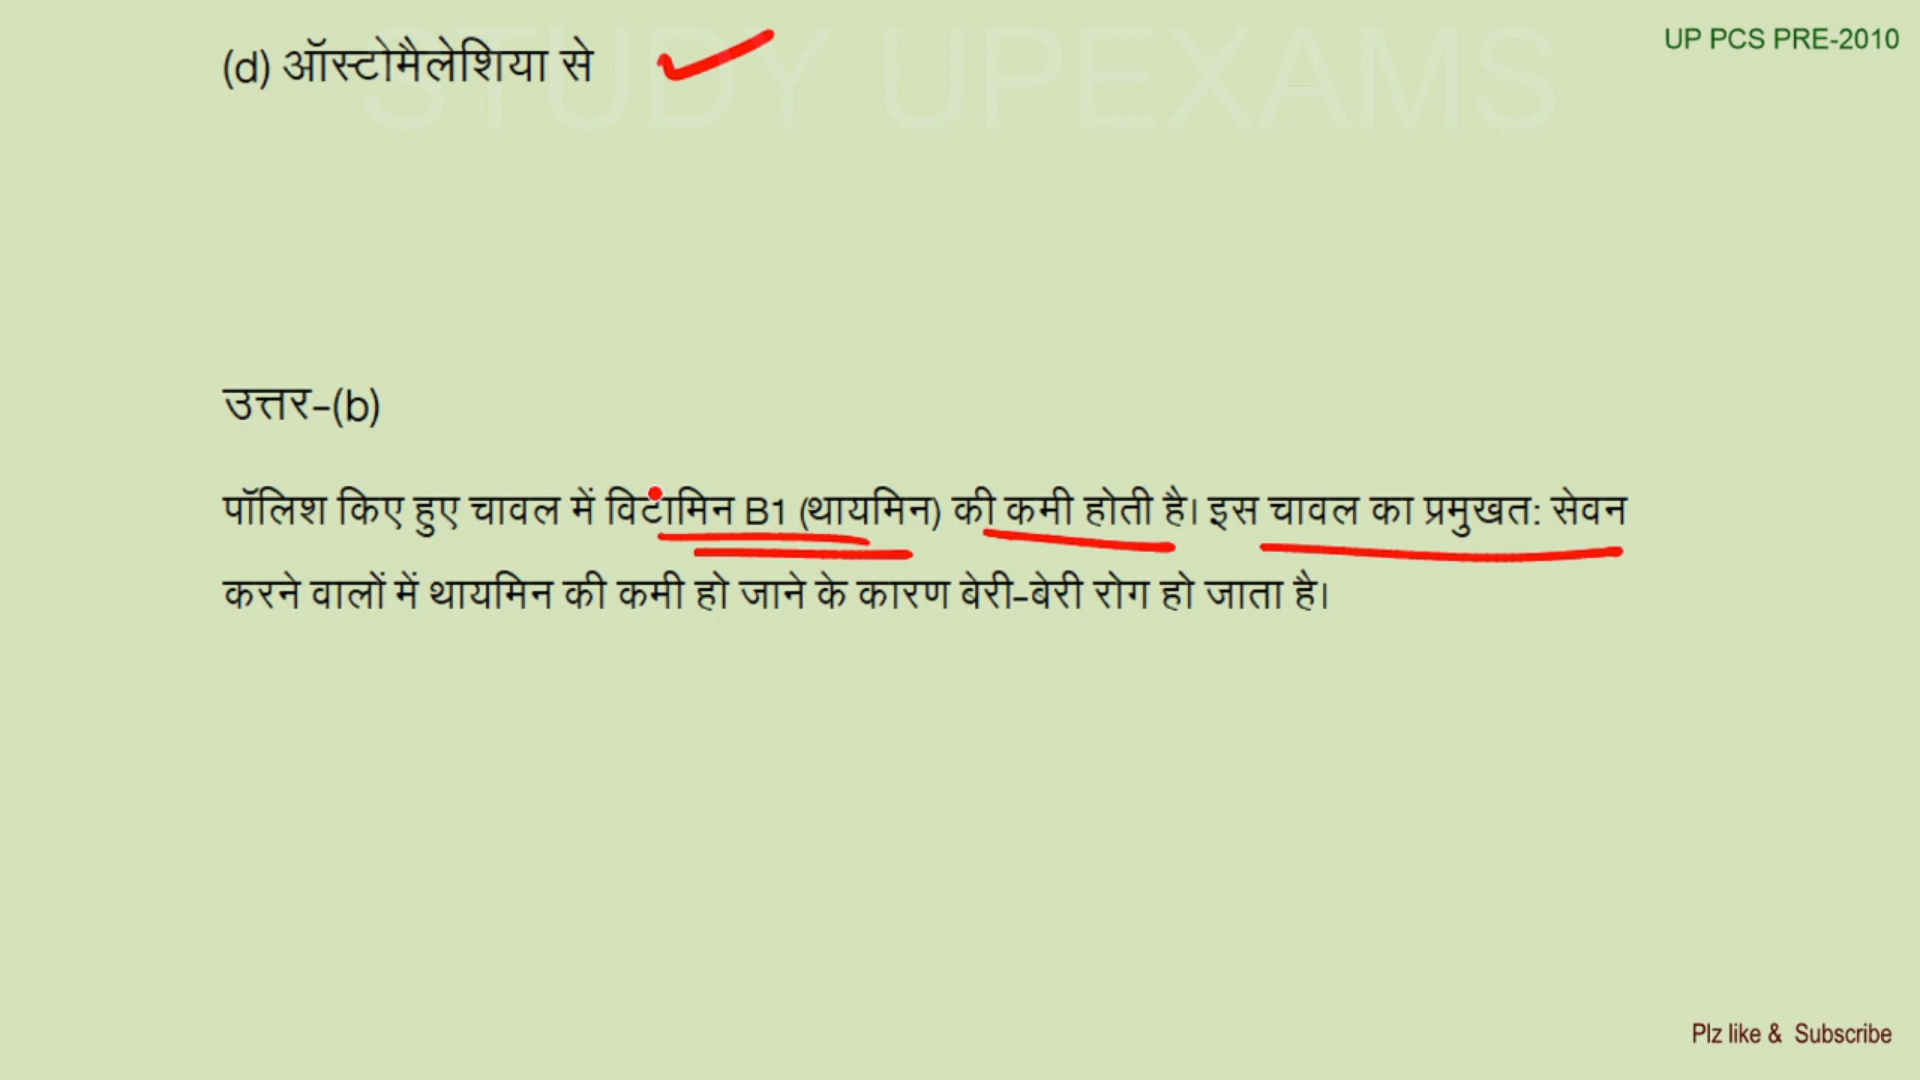 UP PCS PRE-2010
STUDY UPEXAMS
(d) ऑस्टोमैलेशिया से
उत्तर-(b)
पॉलिश किए हुए चावल में विटामिन B1 (थायमिन) की कमी होती है। इस चावल का प्रमुखत: सेवन
करने वालों में थायमिन की कमी हो जाने के कारण बेरी-बेरी रोग हो जाता है।
Plz like & Subscribe